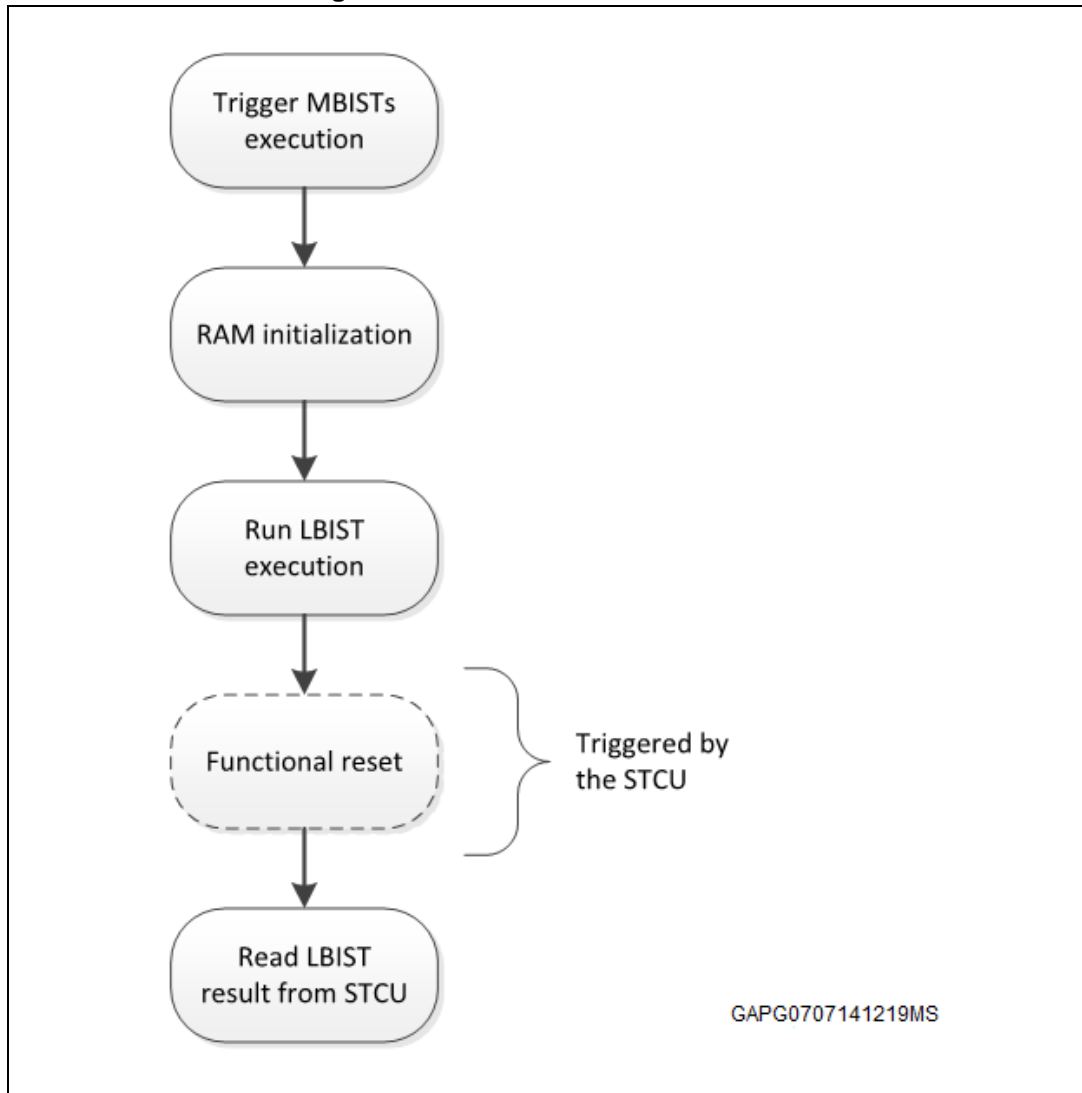 Trigger MBISTs
execution
RAM initialization
Run LBIST
execution
Functional reset
Triggered by
the STCU
Read LBIST
result from STCU
GAPG0707141219MS